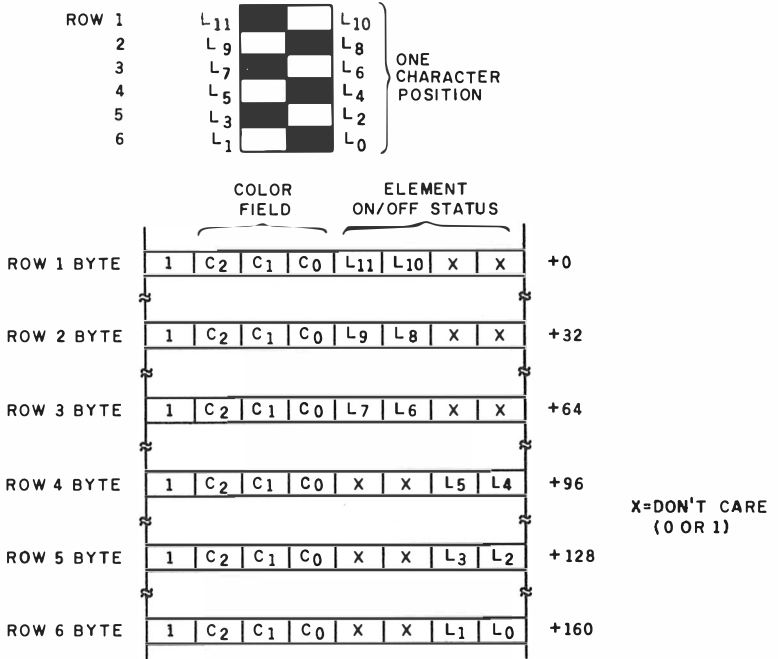 ROW 1 L11 L10
2 L9 L8
3 L7 L6
4 L5 L4
5 L3 L2
6 L1 L0
ONE
CHARACTER
POSITION
COLOR
FIELD
ELEMENT
ON/OFF STATUS
ROW 1 BYTE 1 C2 C1 C0 L11 L10 X X +0
ROW 2 BYTE 1 C2 C1 C0 L9 L8 X X +32
ROW 3 BYTE 1 C2 C1 C0 L7 L6 X X +64
ROW 4 BYTE 1 C2 C1 C0 X X L5 L4 +96
ROW 5 BYTE 1 C2 C1 C0 X X L3 L2 +128
ROW 6 BYTE 1 C2 C1 C0 X X L1 L0 +160
X=DON'T CARE
(0 OR 1)